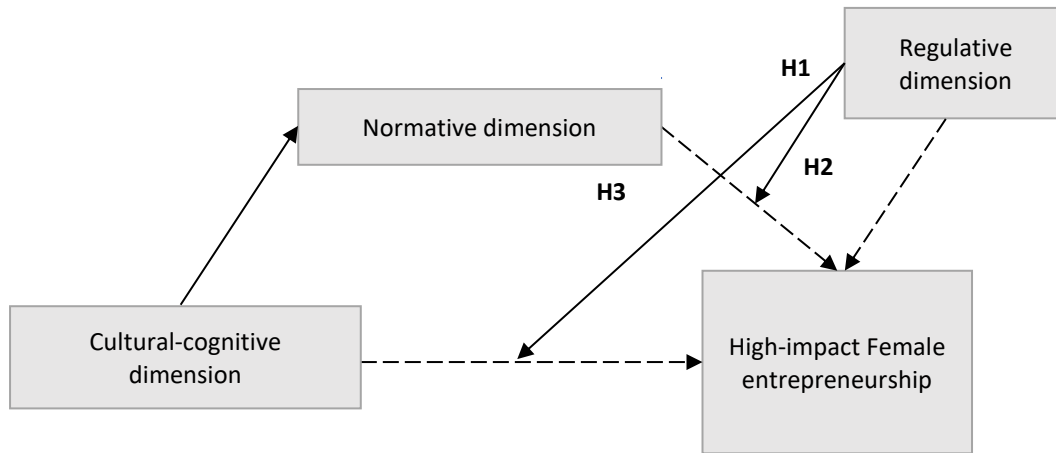 Regulative
dimension
H1
Normative dimension
H2
H3
Cultural-cognitive
dimension
High-impact Female
entrepreneurship